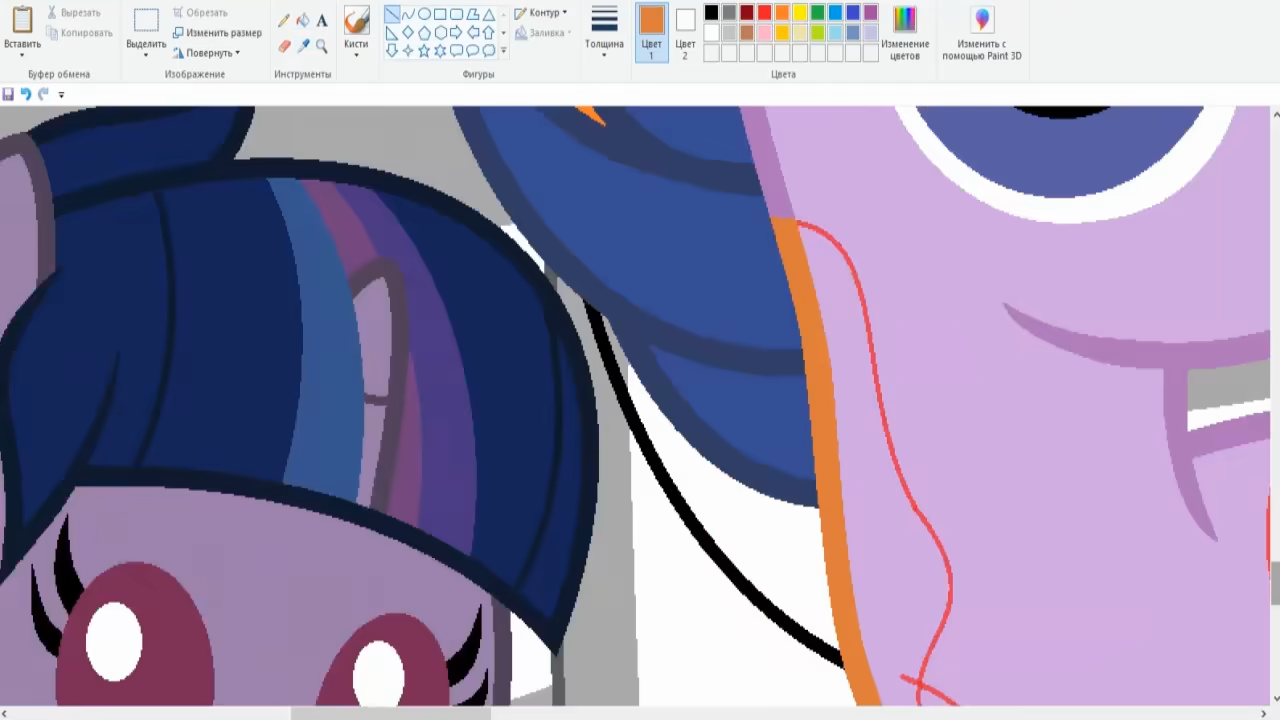 Вставить
Вырезать
Копировать
Буфер обмена
Выделить
Обрезать
Изменить размер
Повернуть
Изображение
A
Инструменты
Кисти
Контур
Заливка
Фигуры
Толщина
Цвет
1
Цвет
2
Цвета
Изменение
цветов
Изменить с
помощью Paint 3D